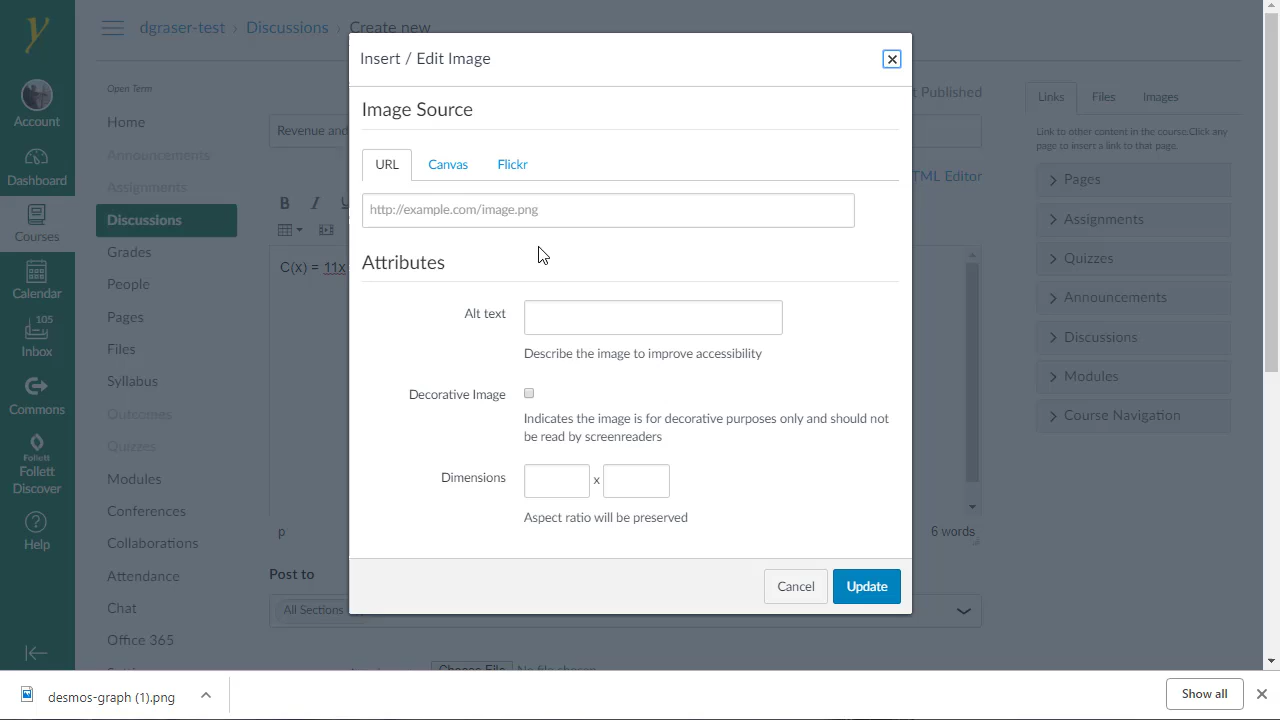 dgraser-test › Discussions › Create new
Account
Dashboard
Courses
Calendar
105
Inbox
Commons
Follett
Follett
Discover
Help
Open Term
Home
Announcements
Assignments
Discussions
Grades
People
Pages
Files
Syllabus
Outcomes
Quizzes
Modules
Conferences
Collaborations
Attendance
Chat
Office 365
Revenue and
B I U
C(x) = 11x
p
6 words
Post to
All Sections
Choose File No file chosen
Published
TML Editor
Insert / Edit Image
Image Source
URL Canvas Flickr
http://example.com/image.png
Attributes
Alt text
Describe the image to improve accessibility
Decorative Image
Indicates the image is for decorative purposes only and should not
be read by screenreaders
Dimensions
x
Aspect ratio will be preserved
Cancel Update
Links Files Images
Link to other content in the course.Click any
page to insert a link to that page.
Pages
Assignments
Quizzes
Announcements
Discussions
Modules
Course Navigation
desmos-graph (1).png
Show all